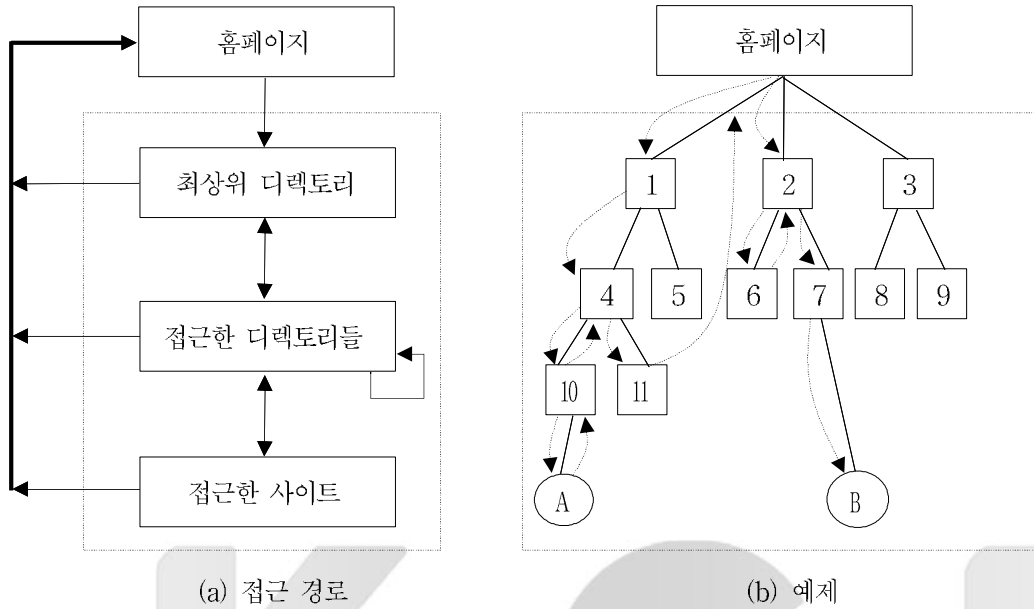 홈페이지
최상위 디렉토리
접근한 디렉토리들
접근한 사이트
(a) 접근 경로
홈페이지
1 2 3
4 5 6 7 8 9
10 11
A B
(b) 예제